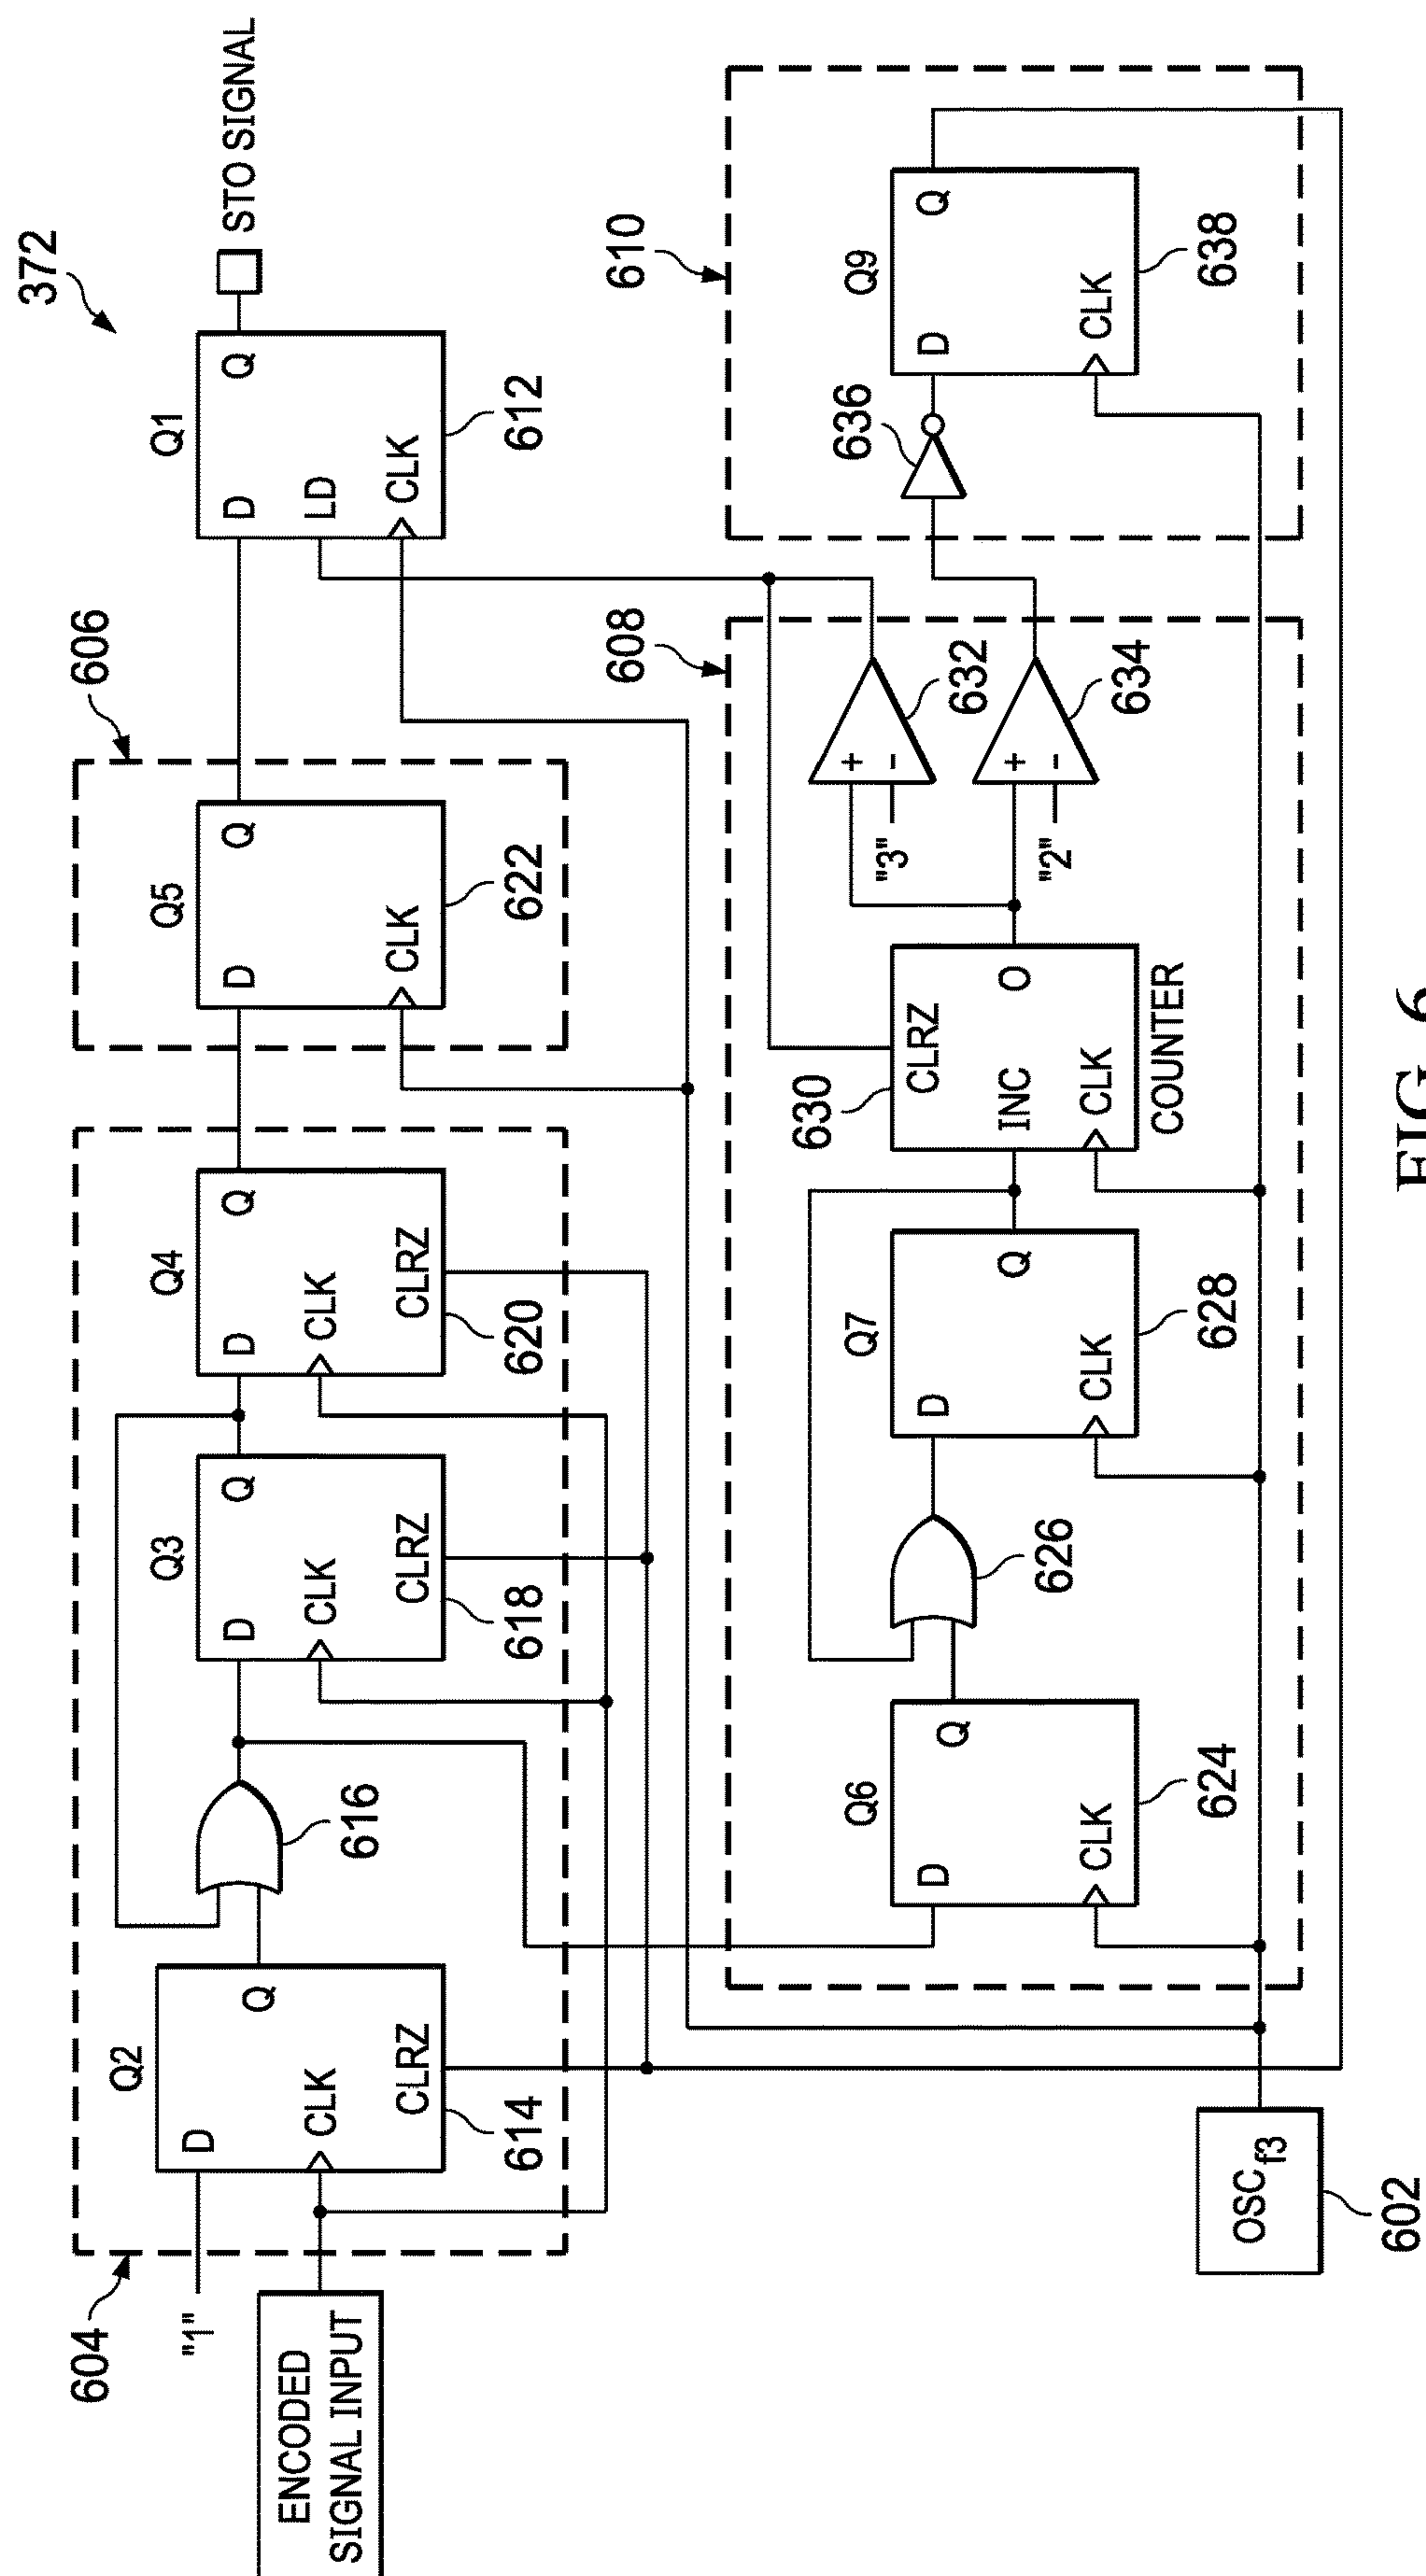 372
604
606
"1"
Q2
D
Q
CLK
CLRZ
614
616
Q3
D
Q
CLK
CLRZ
618
Q4
D
Q
CLK
CLRZ
620
Q5
D
Q
CLK
622
Q1
D
Q
LD
CLK
612
STO SIGNAL
ENCODED
SIGNAL INPUT
608
610
Q6
D
Q
CLK
624
626
Q7
D
Q
CLK
628
630
CLRZ
INC
O
CLK
COUNTER
"3"
+
-
632
"2"
+
-
634
636
Q9
D
Q
CLK
638
OSCf3
602
FIG. 6